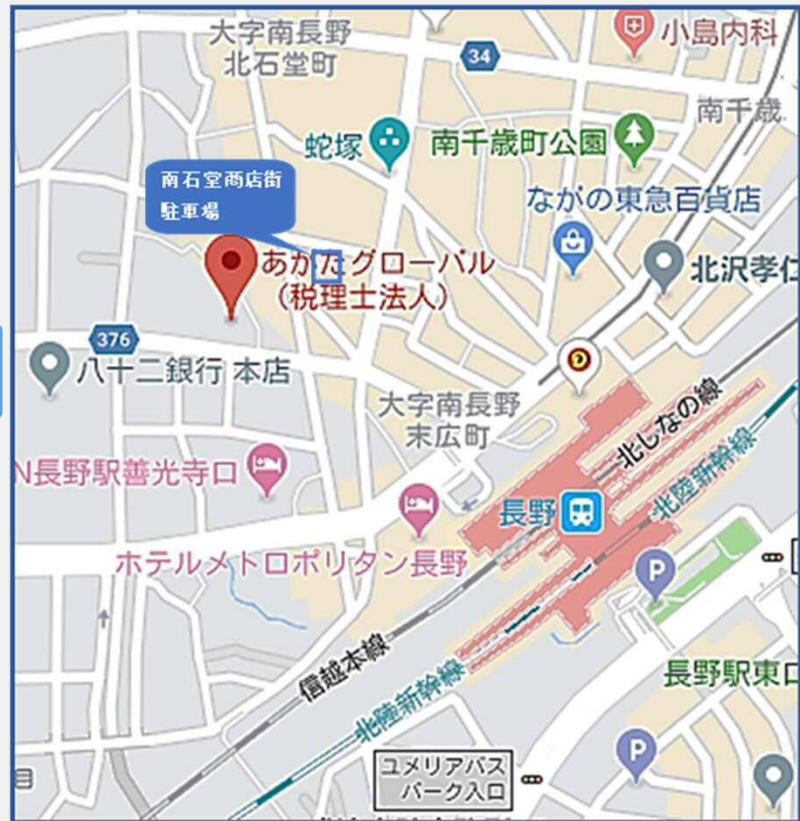 大字南長野
北石堂町
34
小島内科
南千歳
蛇塚
南千歳町公園
南石堂商店街
駐車場
ながの東急百貨店
あがたグローバル
(税理士法人)
北沢孝仁
376
八十二銀行 本店
大字南長野
末広町
北しなの線
N長野駅善光寺口
長野
北陸新幹線
ホテルメトロポリタン長野
P
信越本線
長野駅東口
北陸新幹線
P
ユメリアバス
パーク入口